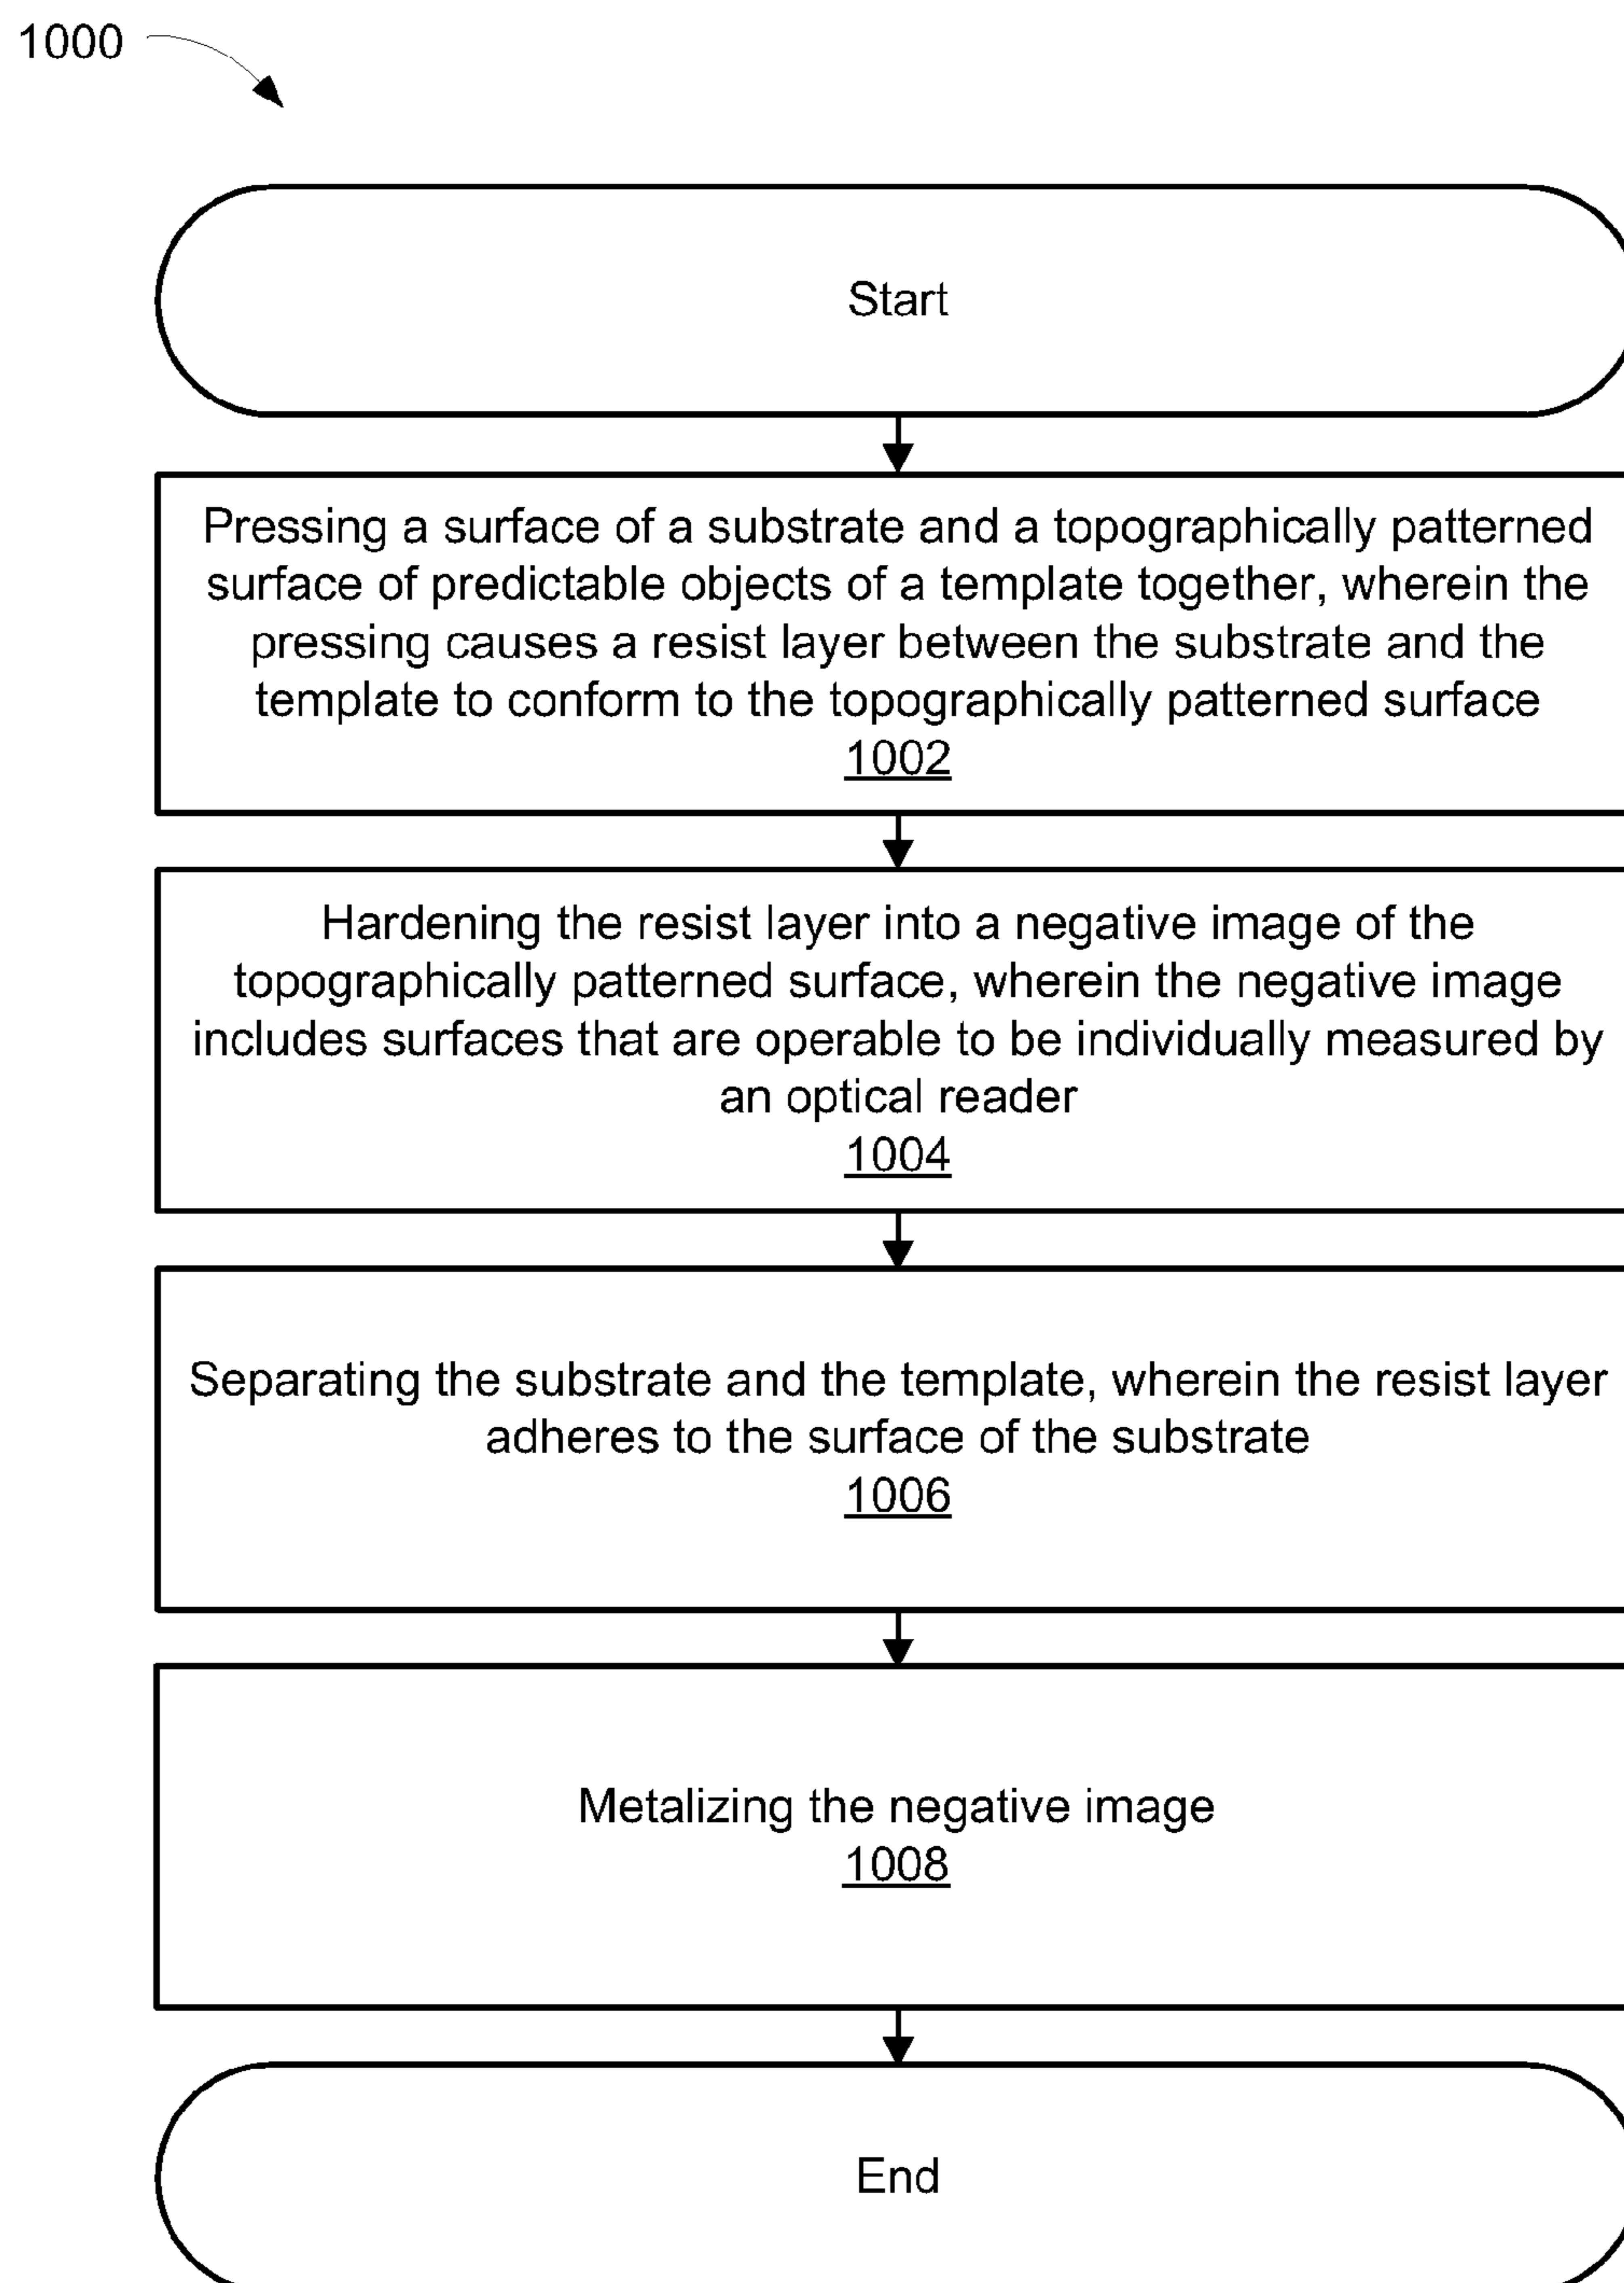 1000
Start
Pressing a surface of a substrate and a topographically patterned
surface of predictable objects of a template together, wherein the
pressing causes a resist layer between the substrate and the
template to conform to the topographically patterned surface
1002
Hardening the resist layer into a negative image of the
topographically patterned surface, wherein the negative image
includes surfaces that are operable to be individually measured by
an optical reader
1004
Separating the substrate and the template, wherein the resist layer
adheres to the surface of the substrate
1006
Metalizing the negative image
1008
End